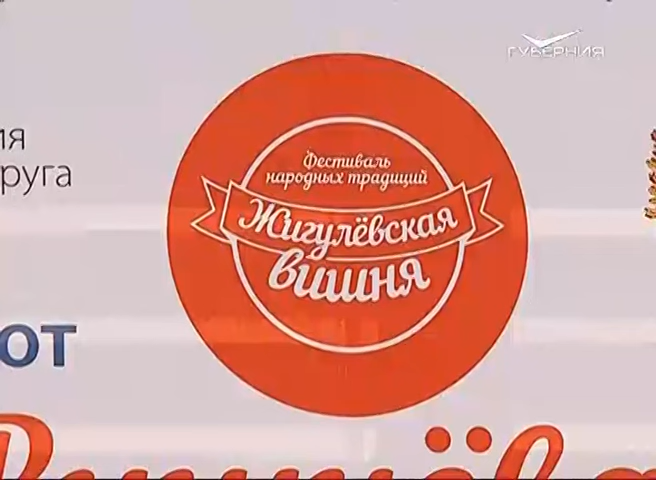 ГУБЕРНИЯ
ия
руга
Фестиваль
народных традиций
Жигулёвская
вишня
от